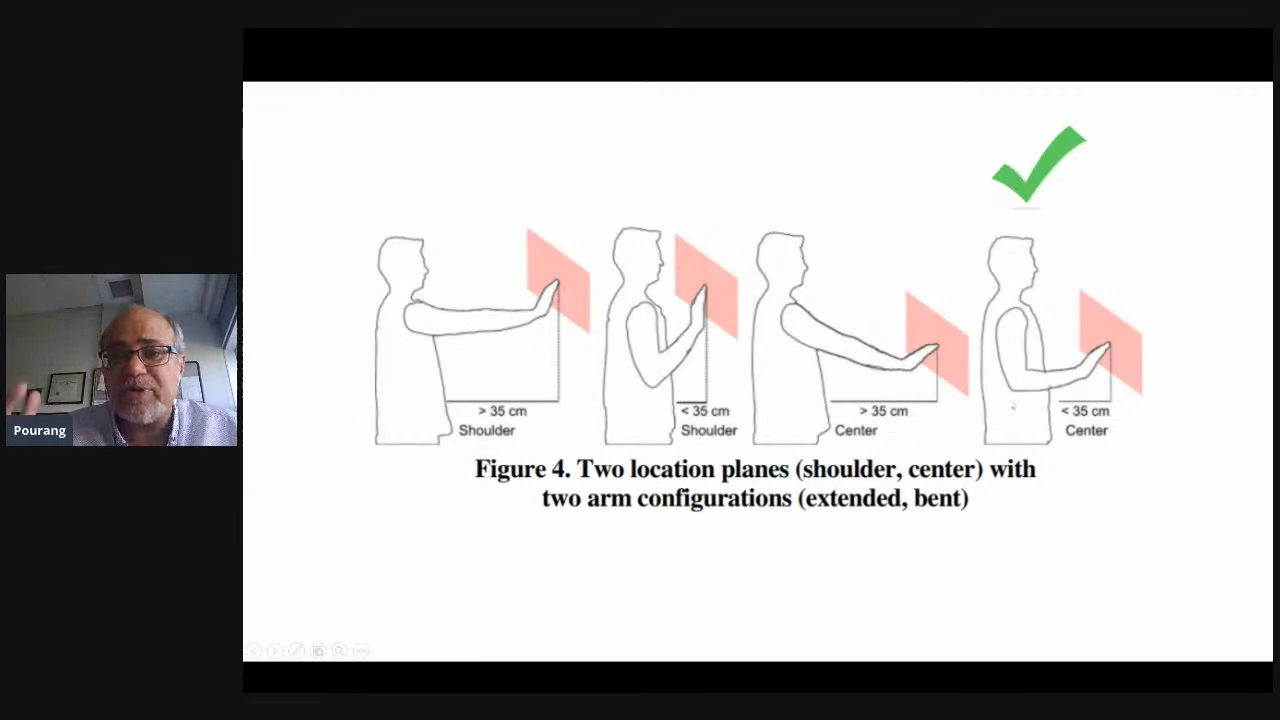 > 35 cm
Shoulder
< 35 cm
Shoulder
> 35 cm
Center
< 35 cm
Center
Figure 4. Two location planes (shoulder, center) with
two arm configurations (extended, bent)
Pourang